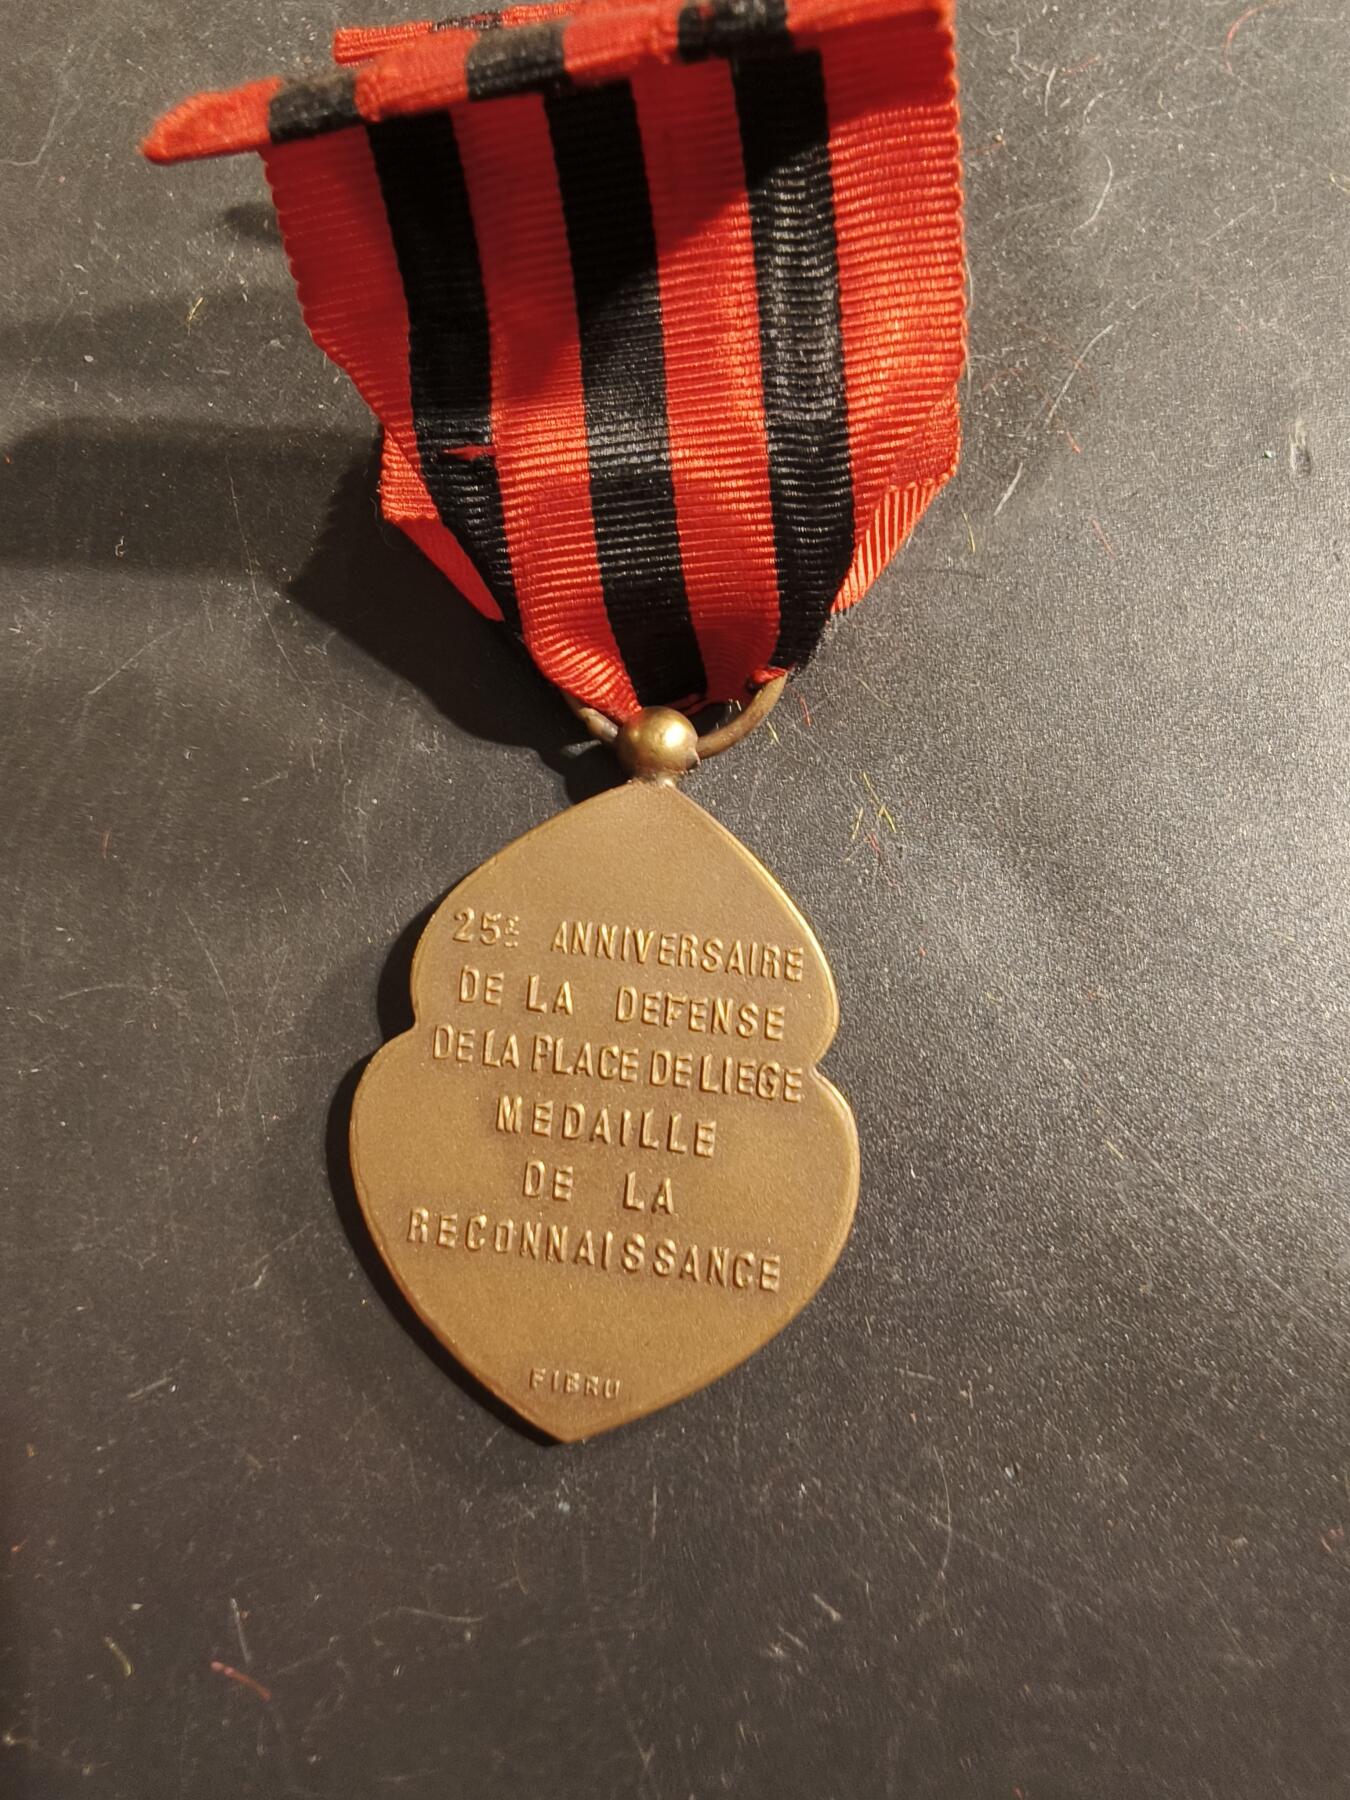 25E ANNIVERSAIRE
DE LA DEFENSE
DE LA PLACE DE LIEGE
MEDAILLE
DE LA
RECONNAISSANCE
FIBRU